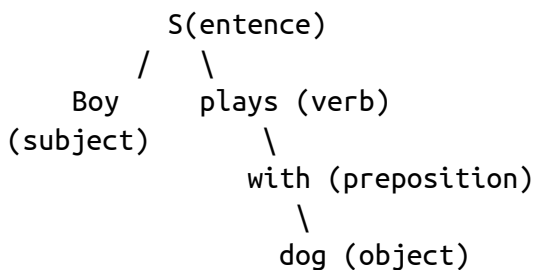 S(entence)
/ \
Boy plays (verb)
(subject) \
with (preposition)
\
dog (object)